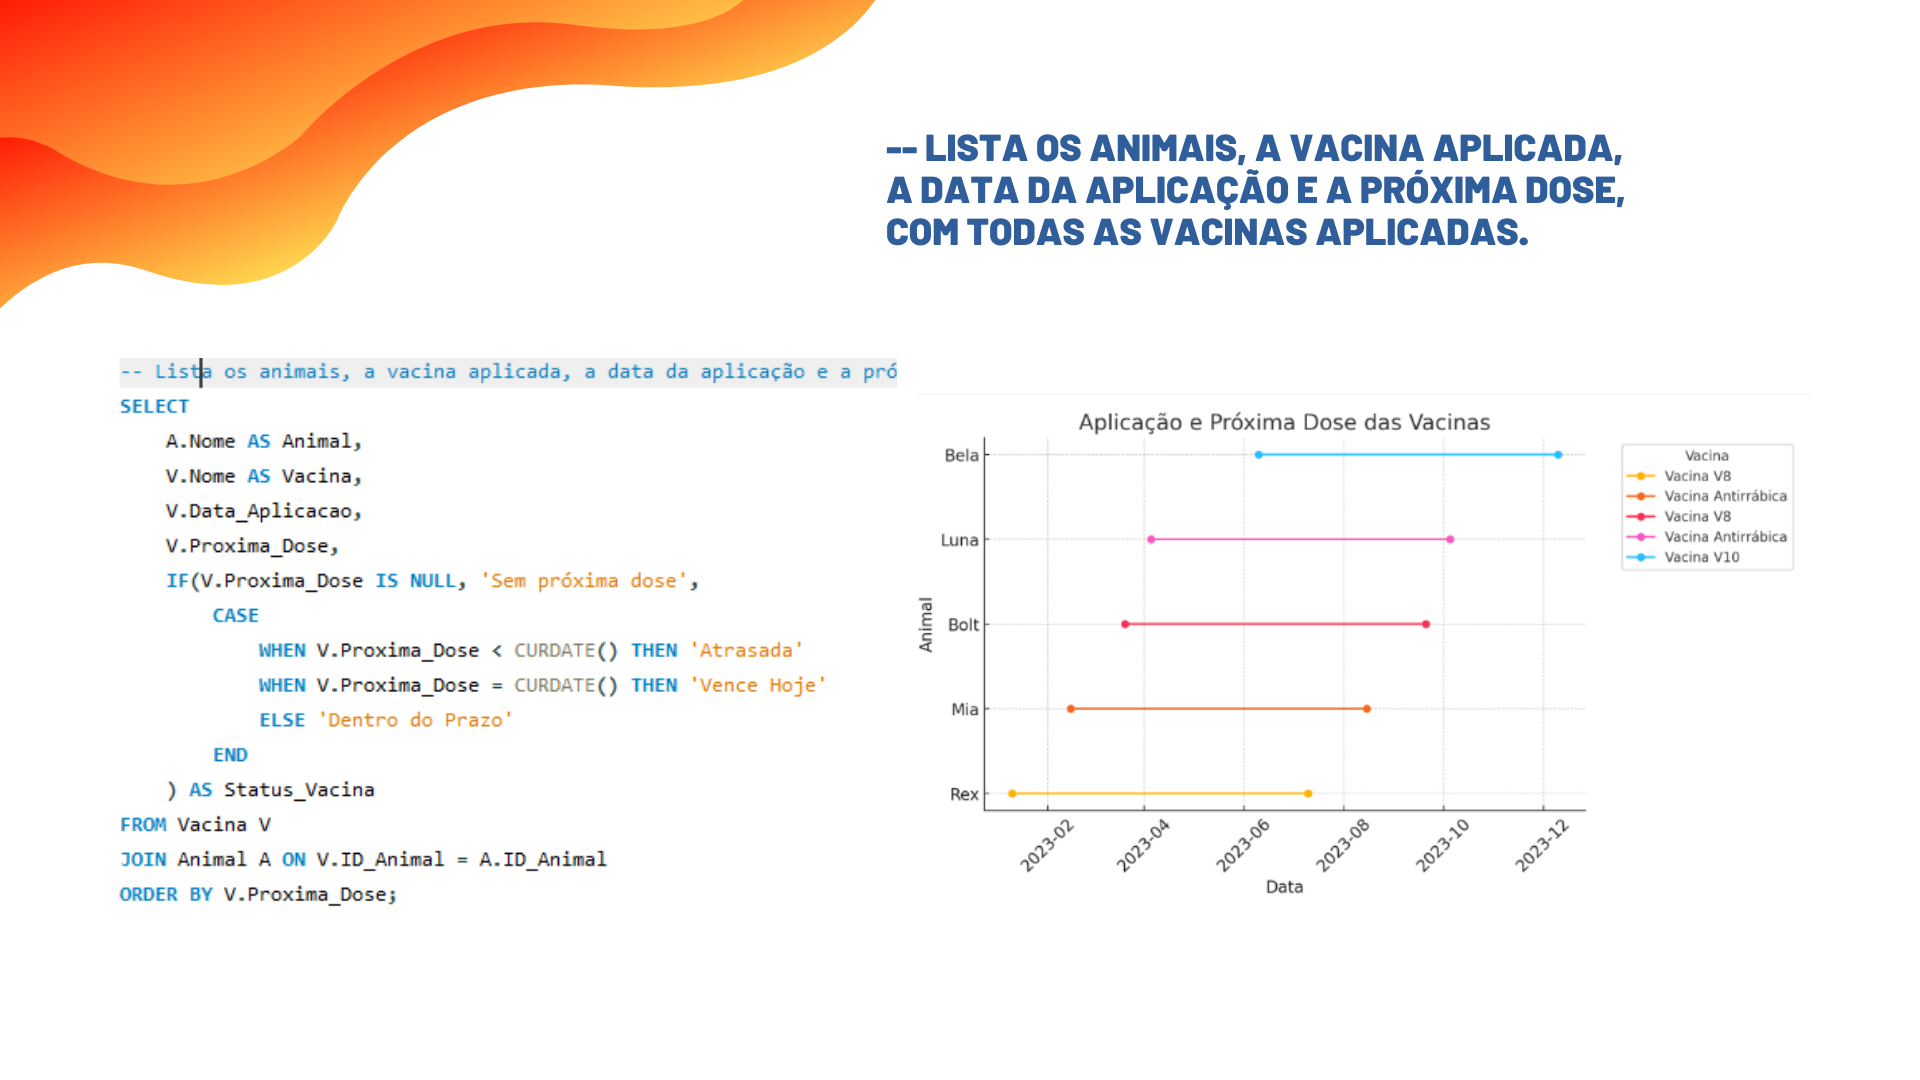 -- LISTA OS ANIMAIS, A VACINA APLICADA,
A DATA DA APLICAÇÃO E A PRÓXIMA DOSE,
COM TODAS AS VACINAS APLICADAS.
-- Lista os animais, a vacina aplicada, a data da aplicação e a pró
SELECT
A.Nome AS Animal,
V.Nome AS Vacina,
V.Data_Aplicacao,
V.Proxima_Dose,
IF(V.Proxima_Dose IS NULL, 'Sem próxima dose',
CASE
WHEN V.Proxima_Dose < CURDATE() THEN 'Atrasada'
WHEN V.Proxima_Dose = CURDATE() THEN 'Vence Hoje'
ELSE 'Dentro do Prazo'
END
) AS Status_Vacina
FROM Vacina V
JOIN Animal A ON V.ID_Animal = A.ID_Animal
ORDER BY V.Proxima_Dose;
Aplicação e Próxima Dose das Vacinas
Bela
Luna
Bolt
Mia
Rex
Animal
2023-02
2023-04
2023-06
2023-08
2023-10
2023-12
Data
Vacina
Vacina V8
Vacina Antirrábica
Vacina V8
Vacina Antirrábica
Vacina V10